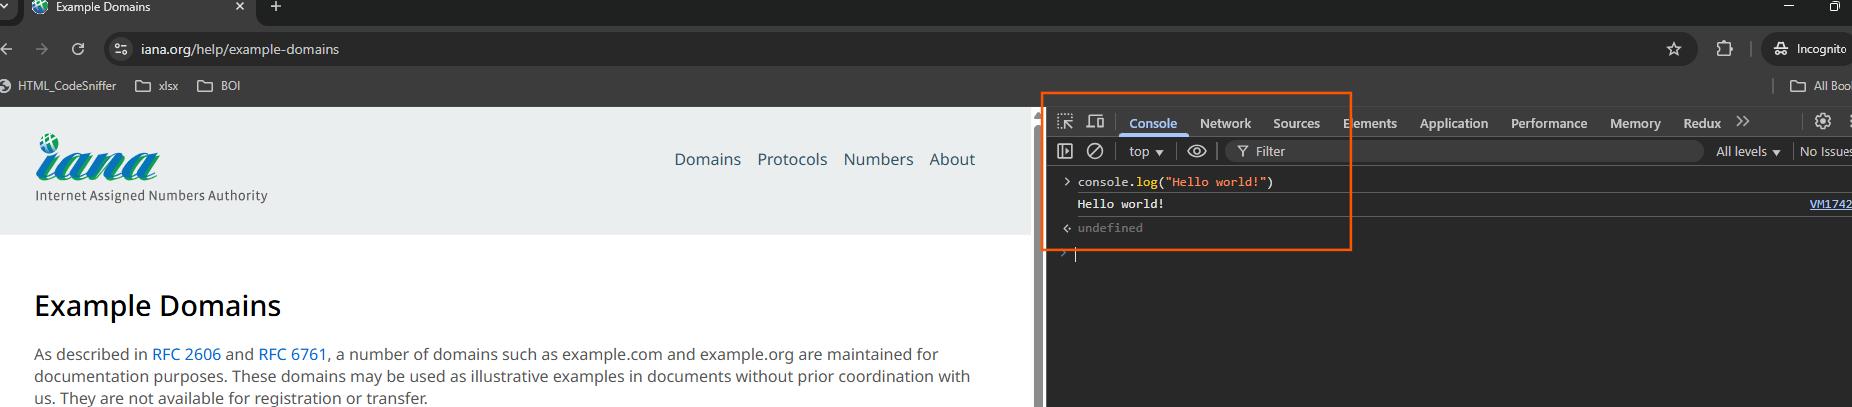 Example Domains
iana.org/help/example-domains
Incognito
HTML_CodeSniffer xlsx BOI
iana
Internet Assigned Numbers Authority
Domains Protocols Numbers About
Example Domains
As described in RFC 2606 and RFC 6761, a number of domains such as example.com and example.org are maintained for
documentation purposes. These domains may be used as illustrative examples in documents without prior coordination with
us. They are not available for registration or transfer.
Console Network Sources Elements Application Performance Memory Redux
top Filter All levels No Issues
console.log("Hello world!")
Hello world! VM1742
undefined